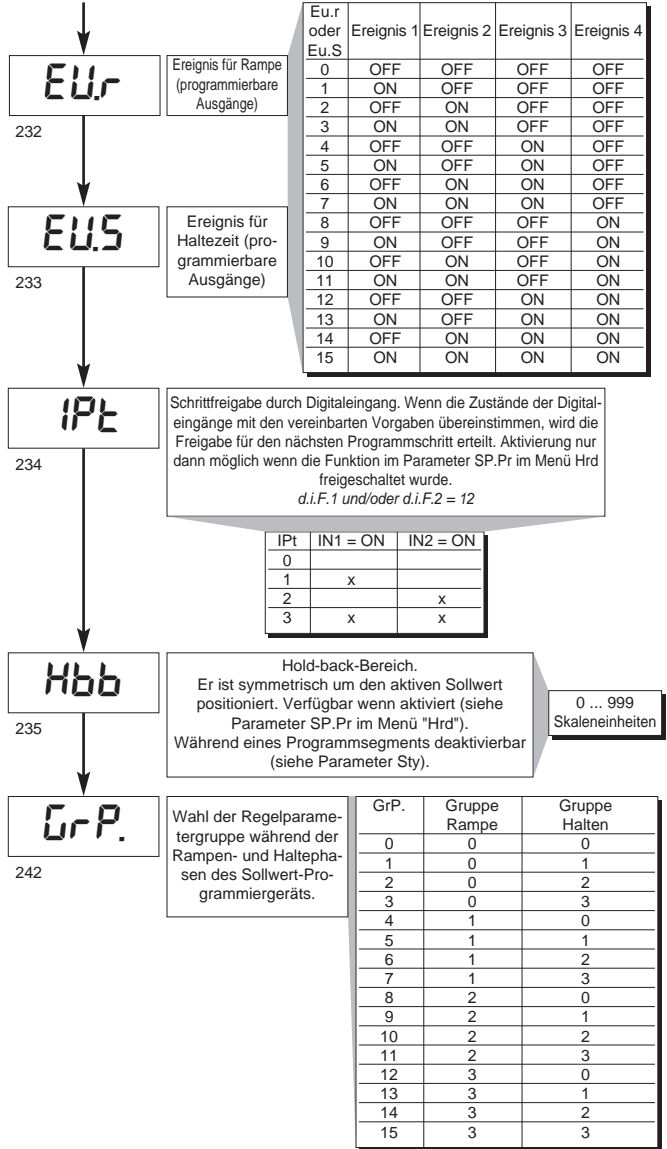 Eu.r
oder
Eu.S
Ereignis 1 Ereignis 2 Ereignis 3 Ereignis 4
0 OFF OFF OFF OFF
1 ON OFF OFF OFF
2 OFF ON OFF OFF
3 ON ON OFF OFF
4 OFF OFF ON OFF
5 ON OFF ON OFF
6 OFF ON ON OFF
7 ON ON ON OFF
8 OFF OFF OFF ON
9 ON OFF OFF ON
10 OFF ON OFF ON
11 ON ON OFF ON
12 OFF OFF ON ON
13 ON OFF ON ON
14 OFF ON ON ON
15 ON ON ON ON
EU.r
232
Ereignis für Rampe
(programmierbare
Ausgänge)
EU.S
233
Ereignis für
Haltezeit (pro-
grammierbare
Ausgänge)
IPt
234
Schrittfreigabe durch Digitaleingang. Wenn die Zustände der Digital-
eingänge mit den vereinbarten Vorgaben übereinstimmen, wird die
Freigabe für den nächsten Programmschritt erteilt. Aktivierung nur
dann möglich wenn die Funktion im Parameter SP.Pr im Menü Hrd
freigeschaltet wurde.
d.i.F.1 und/oder d.i.F.2 = 12
IPt IN1 = ON IN2 = ON
0
1 x
2 x
3 x x
Hbb
235
Hold-back-Bereich.
Er ist symmetrisch um den aktiven Sollwert
positioniert. Verfügbar wenn aktiviert (siehe
Parameter SP.Pr im Menü "Hrd").
Während eines Programmsegments deaktivierbar
(siehe Parameter Sty).
0 ... 999
Skaleneinheiten
GrP.
242
Wahl der Regelparame-
tergruppe während der
Rampen- und Haltepha-
sen des Sollwert-Pro-
grammiergeräts.
GrP. Gruppe Gruppe
Rampe Halten
0 0 0
1 0 1
2 0 2
3 0 3
4 1 0
5 1 1
6 1 2
7 1 3
8 2 0
9 2 1
10 2 2
11 2 3
12 3 0
13 3 1
14 3 2
15 3 3